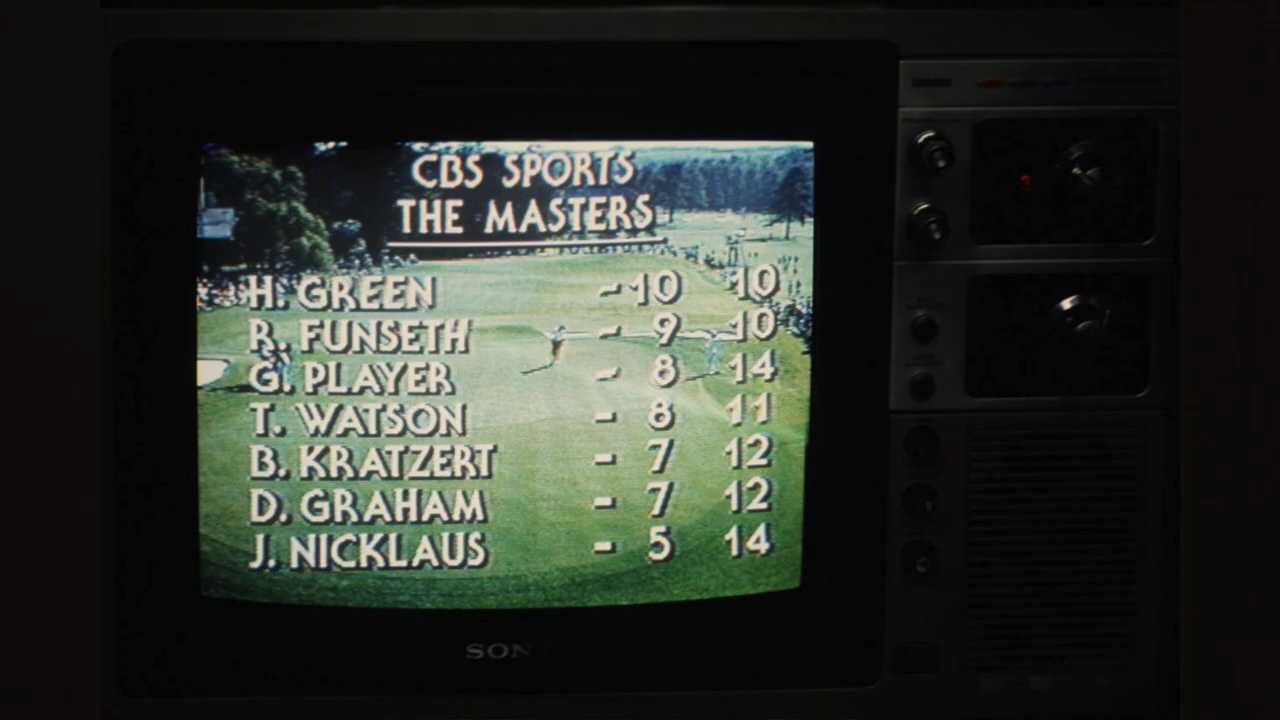 CBS SPORTS
THE MASTERS
H. GREEN -10 10
R. FUNSETH - 9 10
G. PLAYER - 8 14
T. WATSON - 8 11
B. KRATZERT - 7 12
D. GRAHAM - 7 12
J. NICKLAUS - 5 14
SON